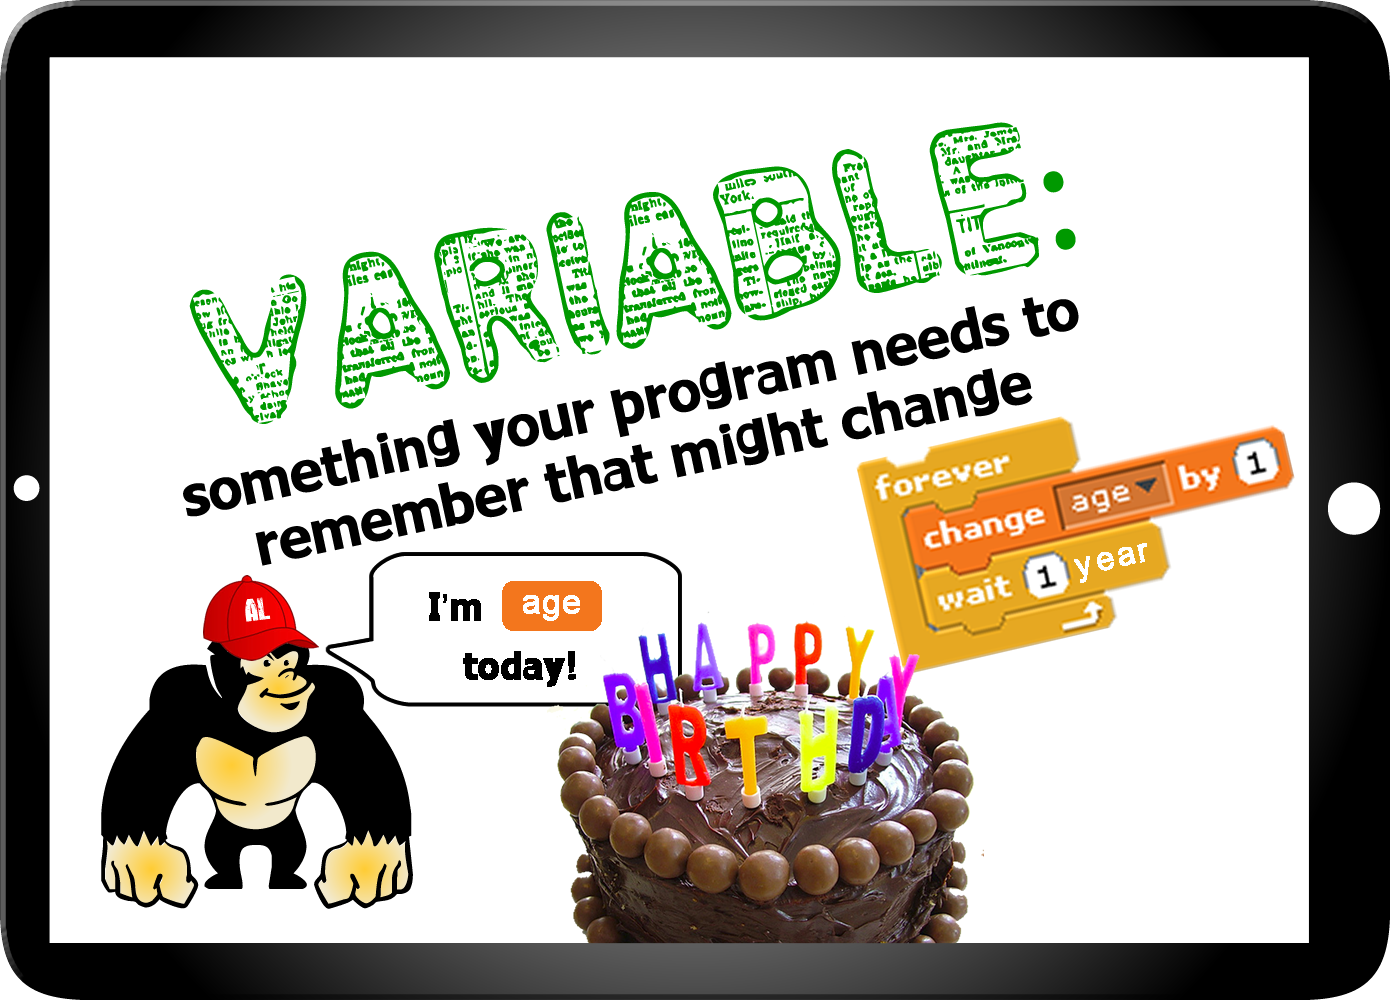 VARIABLE:
something your program needs to
remember that might change
forever
change age by 1
wait 1 year
I'm age
today!
AL
HAPPY
BIRTHDAY